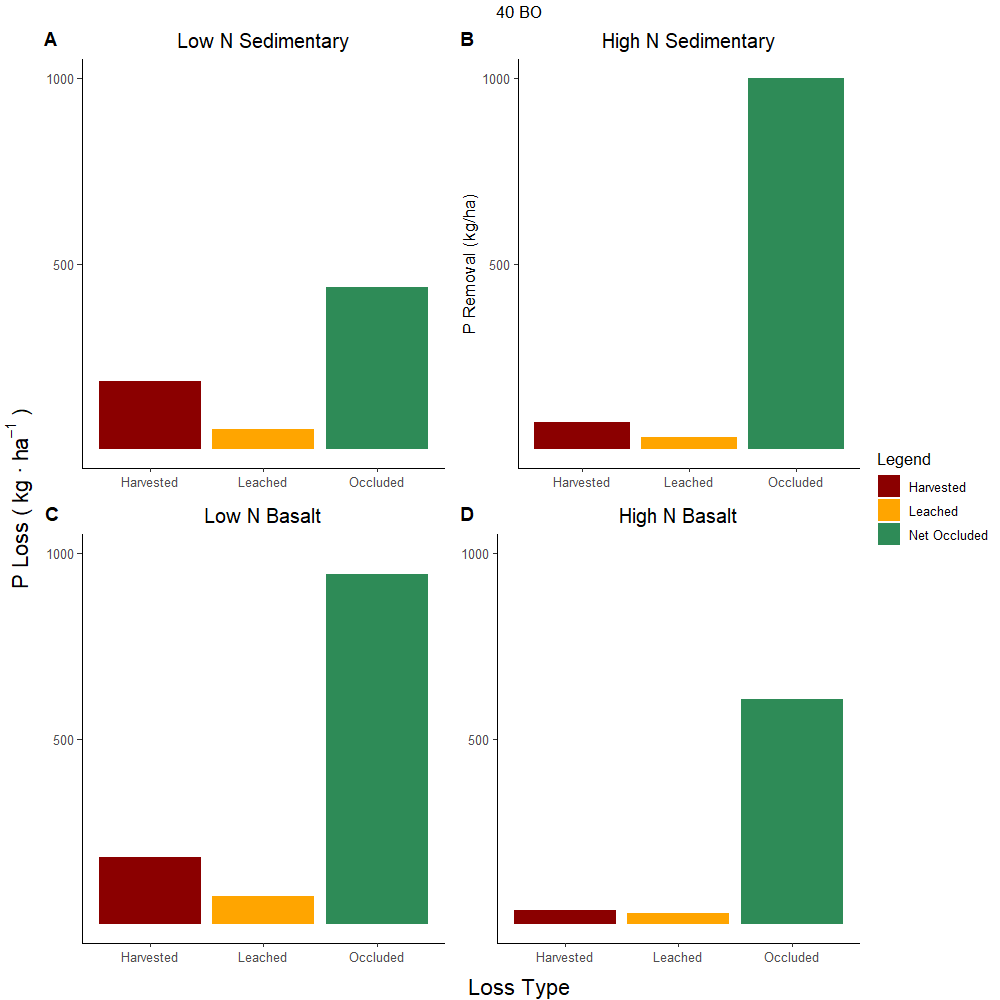 40 BO
A
Low N Sedimentary
B
High N Sedimentary
1000
500
Harvested
Leached
Occluded
P Removal (kg/ha)
1000
500
Harvested
Leached
Occluded
P Loss ( kg · ha⁻¹ )
Legend
Harvested
Leached
Net Occluded
C
Low N Basalt
D
High N Basalt
1000
500
Harvested
Leached
Occluded
1000
500
Harvested
Leached
Occluded
Loss Type